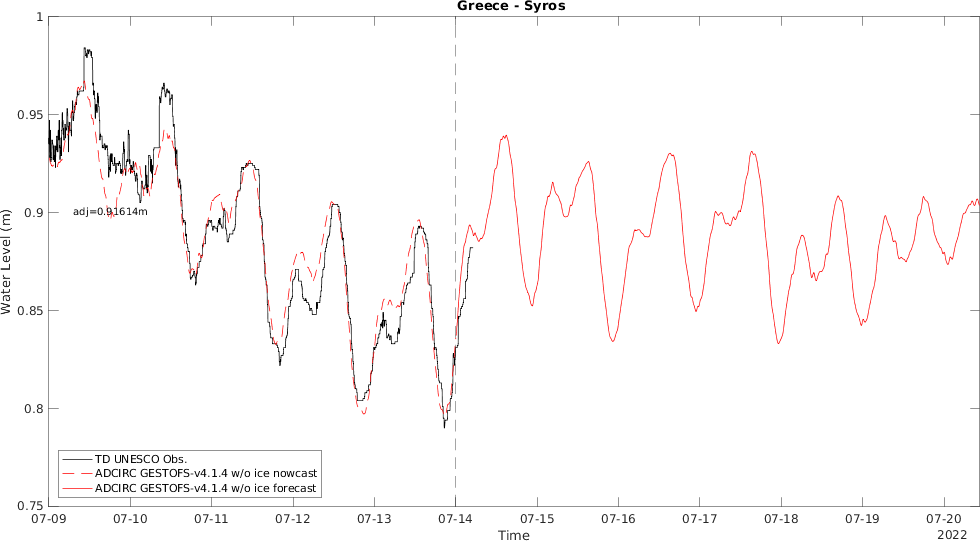 Greece - Syros
Water Level (m)
1
0.95
0.9
0.85
0.8
0.75
adj=0.91614m
TD UNESCO Obs.
ADCIRC GESTOFS-v4.1.4 w/o ice nowcast
ADCIRC GESTOFS-v4.1.4 w/o ice forecast
07-09 07-10 07-11 07-12 07-13 07-14 07-15 07-16 07-17 07-18 07-19 07-20
Time
2022